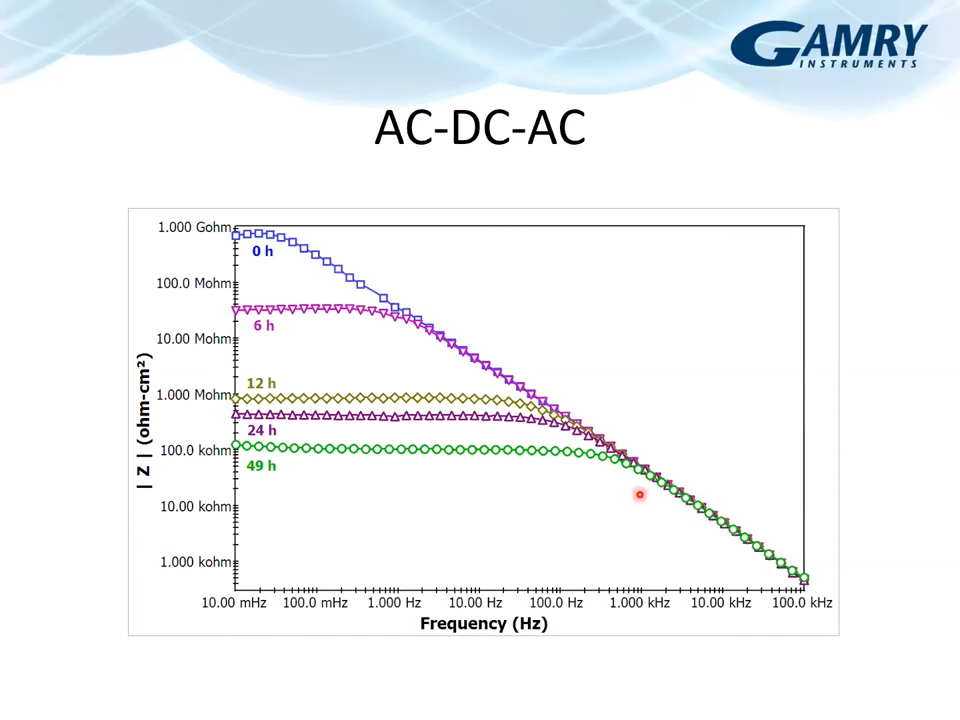 GAMRY
INSTRUMENTS
AC-DC-AC
| Z | (ohm-cm²)
1.000 Gohm
100.0 Mohm
10.00 Mohm
1.000 Mohm
100.0 kohm
10.00 kohm
1.000 kohm
0 h
6 h
12 h
24 h
49 h
10.00 mHz 100.0 mHz 1.000 Hz 10.00 Hz 100.0 Hz 1.000 kHz 10.00 kHz 100.0 kHz
Frequency (Hz)